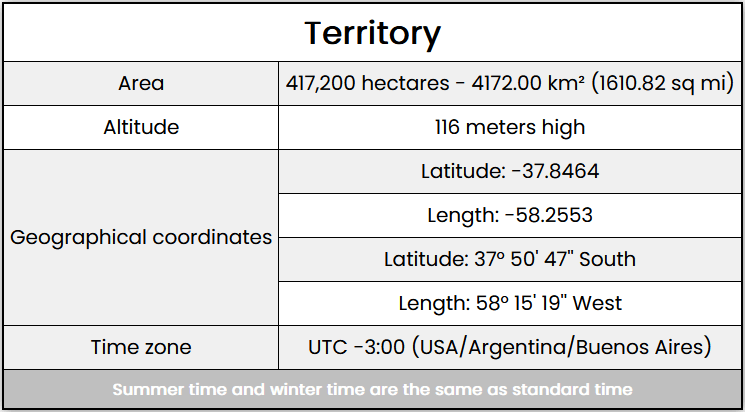 Territory
Area
417,200 hectares - 4172.00 km² (1610.82 sq mi)
Altitude
116 meters high
Geographical coordinates
Latitude: -37.8464
Length: -58.2553
Latitude: 37° 50' 47'' South
Length: 58° 15' 19'' West
Time zone
UTC -3:00 (USA/Argentina/Buenos Aires)
Summer time and winter time are the same as standard time